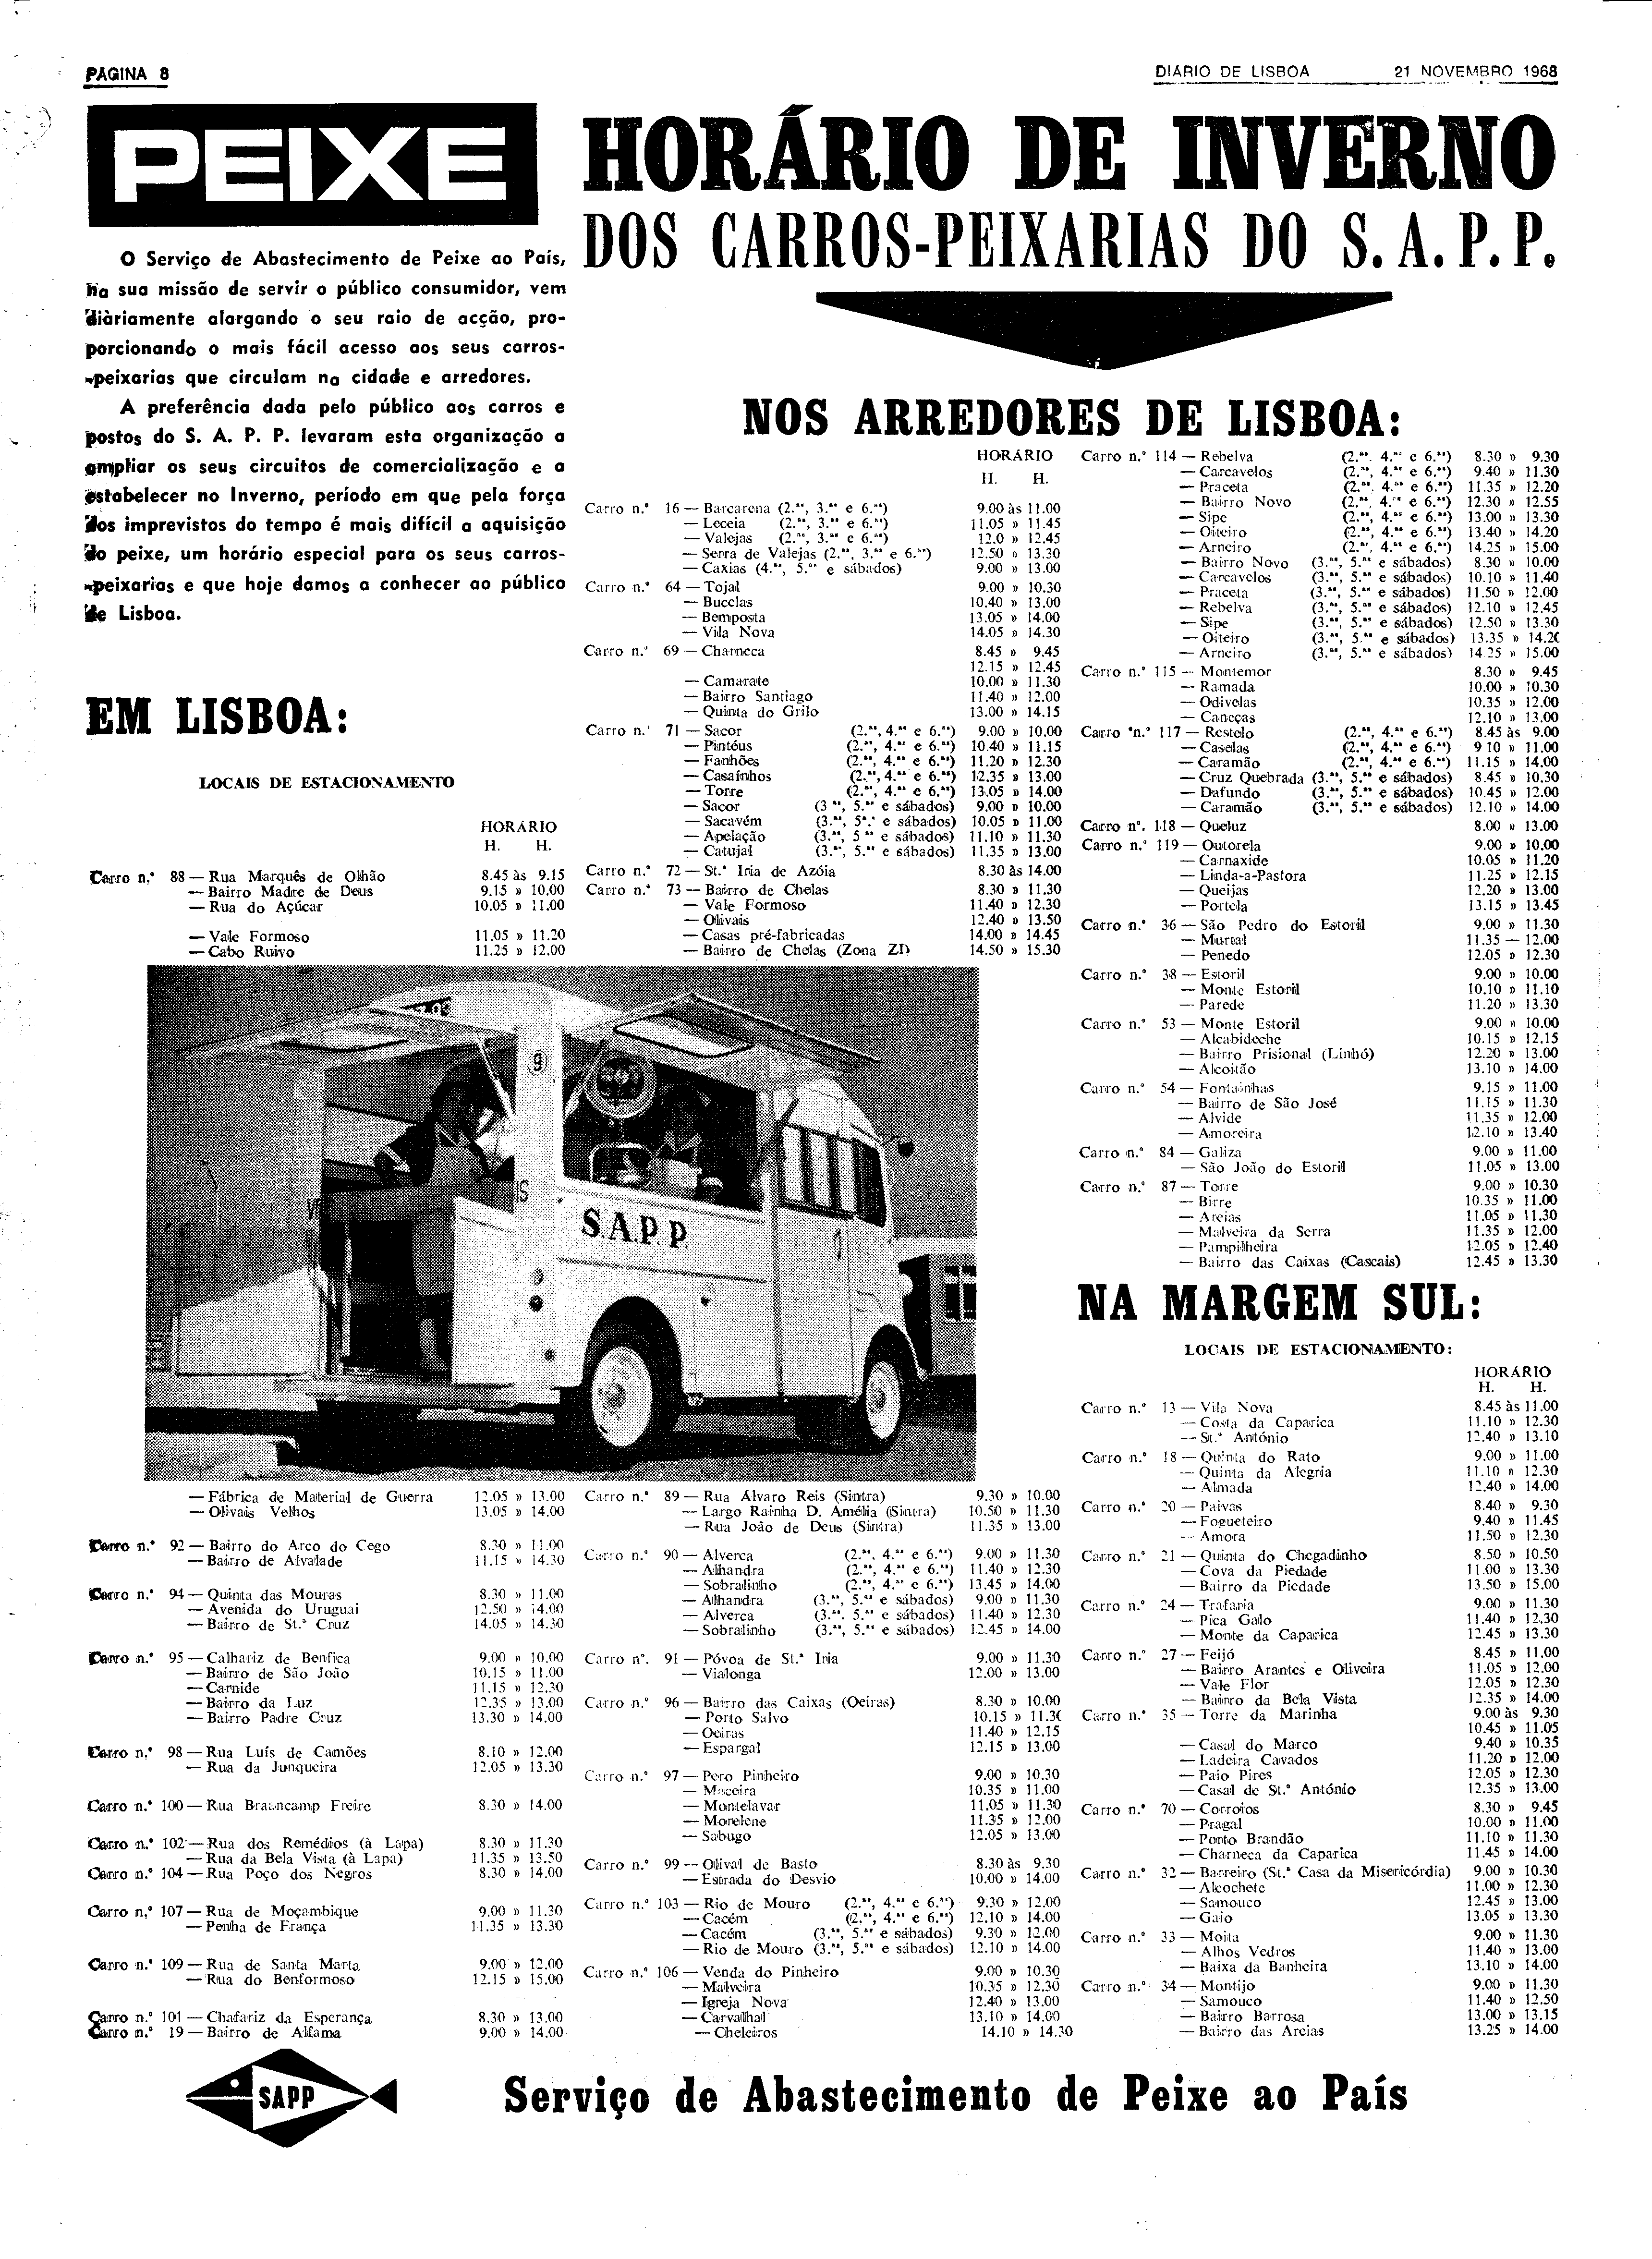 PÁGINA 8
DIÁRIO DE LISBOA 21 NOVEMBRO 1968
PEIXE
HORÁRIO DE INVERNO
DOS CARROS-PEIXARIAS DO S.A.P.P.
O Serviço de Abastecimento de Peixe ao País,
na sua missão de servir o público consumidor, vem
diàriamente alargando o seu raio de acção, pro-
porcionando o mais fácil acesso aos seus carros-
-peixarias que circulam na cidade e arredores.
A preferência dada pelo público aos carros e
postos do S. A. P. P. levaram esta organização a
ampliar os seus circuitos de comercialização e a
estabelecer no Inverno, período em que pela força
dos imprevistos do tempo é mais difícil a aquisição
do peixe, um horário especial para os seus carros-
-peixarias e que hoje damos a conhecer ao público
de Lisboa.
EM LISBOA:
LOCAIS DE ESTACIONAMENTO
HORÁRIO
H. H.
Carro n.º 88 — Rua Marquês de Olhão 8.45 às 9.15
— Bairro Madre de Deus 9.15 » 10.00
— Rua do Açúcar 10.05 » 11.00
— Vale Formoso 11.05 » 11.20
— Cabo Ruivo 11.25 » 12.00
— Fábrica de Material de Guerra 12.05 » 13.00
— Olivais Velhos 13.05 » 14.00
Carro n.º 92 — Bairro do Arco do Cego 8.30 » 11.00
— Bairro de Alvalade 11.15 » 14.30
Carro n.º 94 — Quinta das Mouras 8.30 » 11.00
— Avenida do Uruguai 12.50 » 14.00
— Bairro de St.ª Cruz 14.05 » 14.30
Carro n.º 95 — Calhariz de Benfica 9.00 » 10.00
— Bairro de São João 10.15 » 11.00
— Carnide 11.15 » 12.30
— Bairro da Luz 12.35 » 13.00
— Bairro Padre Cruz 13.30 » 14.00
Carro n.º 98 — Rua Luís de Camões 8.10 » 12.00
— Rua da Junqueira 12.05 » 13.30
Carro n.º 100 — Rua Braancamp Freire 8.30 » 14.00
Carro n.º 102 — Rua dos Remédios (à Lapa) 8.30 » 11.30
— Rua da Bela Vista (à Lapa) 11.35 » 13.50
Carro n.º 104 — Rua Poço dos Negros 8.30 » 14.00
Carro n.º 107 — Rua de Moçambique 9.00 » 11.30
— Penha de França 11.35 » 13.30
Carro n.º 109 — Rua de Santa Marta 9.00 » 12.00
— Rua do Benformoso 12.15 » 15.00
Carro n.º 101 — Chafariz da Esperança 8.30 » 13.00
Carro n.º 19 — Bairro de Alfama 9.00 » 14.00
NOS ARREDORES DE LISBOA:
HORÁRIO
H. H.
Carro n.º 16 — Barcarena (2.ªˢ, 3.ªˢ e 6.ªˢ) 9.00 às 11.00
— Leceia (2.ªˢ, 3.ªˢ e 6.ªˢ) 11.05 » 11.45
— Valejas (2.ªˢ, 3.ªˢ e 6.ªˢ) 12.0 » 12.45
— Serra de Valejas (2.ªˢ, 3.ªˢ e 6.ªˢ) 12.50 » 13.30
— Caxias (4.ªˢ, 5.ªˢ e sábados) 9.00 » 13.00
Carro n.º 64 — Tojal 9.00 » 10.30
— Bucelas 10.40 » 13.00
— Bemposta 13.05 » 14.00
— Vila Nova 14.05 » 14.30
Carro n.º 69 — Charneca 8.45 » 9.45
12.15 » 12.45
— Camarate 10.00 » 11.30
— Bairro Santiago 11.40 » 12.00
— Quinta do Grilo 13.00 » 14.15
Carro n.º 71 — Sacor (2.ªˢ, 4.ªˢ e 6.ªˢ) 9.00 » 10.00
— Pintéus (2.ªˢ, 4.ªˢ e 6.ªˢ) 10.40 » 11.15
— Fanhões (2.ªˢ, 4.ªˢ e 6.ªˢ) 11.20 » 12.30
— Casaínhos (2.ªˢ, 4.ªˢ e 6.ªˢ) 12.35 » 13.00
— Torre (2.ªˢ, 4.ªˢ e 6.ªˢ) 13.05 » 14.00
— Sacor (3.ªˢ, 5.ªˢ e sábados) 9.00 » 10.00
— Sacavém (3.ªˢ, 5ª.ˢ e sábados) 10.05 » 11.00
— Apelação (3.ªˢ, 5.ªˢ e sábados) 11.10 » 11.30
— Catujal (3.ªˢ, 5.ªˢ e sábados) 11.35 » 13.00
Carro n.º 72 — St.ª Iria de Azóia 8.30 às 14.00
Carro n.º 73 — Bairro de Chelas 8.30 » 11.30
— Vale Formoso 11.40 » 12.30
— Olivais 12.40 » 13.50
— Casas pré-fabricadas 14.00 » 14.45
— Bairro de Chelas (Zona ZI) 14.50 » 15.30
S.A.P.P.
Carro n.º 89 — Rua Álvaro Reis (Sintra) 9.30 » 10.00
— Largo Rainha D. Amélia (Sintra) 10.50 » 11.30
— Rua João de Deus (Sintra) 11.35 » 13.00
Carro n.º 90 — Alverca (2.ªˢ, 4.ªˢ e 6.ªˢ) 9.00 » 11.30
— Alhandra (2.ªˢ, 4.ªˢ e 6.ªˢ) 11.40 » 12.30
— Sobralinho (2.ªˢ, 4.ªˢ e 6.ªˢ) 13.45 » 14.00
— Alhandra (3.ªˢ, 5.ªˢ e sábados) 9.00 » 11.30
— Alverca (3.ªˢ, 5.ªˢ e sábados) 11.40 » 12.30
— Sobralinho (3.ªˢ, 5.ªˢ e sábados) 12.45 » 14.00
Carro nº. 91 — Póvoa de St.ª Iria 9.00 » 11.30
— Vialonga 12.00 » 13.00
Carro n.º 96 — Bairro das Caixas (Oeiras) 8.30 » 10.00
— Porto Salvo 10.15 » 11.30
— Oeiras 11.40 » 12.15
— Espargal 12.15 » 13.00
Carro n.º 97 — Pero Pinheiro 9.00 » 10.30
— Maceira 10.35 » 11.00
— Montelavar 11.05 » 11.30
— Morelene 11.35 » 12.00
— Sabugo 12.05 » 13.00
Carro n.º 99 — Olival de Basto 8.30 às 9.30
— Estrada do Desvio 10.00 » 14.00
Carro n.º 103 — Rio de Mouro (2.ªˢ, 4.ªˢ e 6.ªˢ) 9.30 » 12.00
— Cacém (2.ªˢ, 4.ªˢ e 6.ªˢ) 12.10 » 14.00
— Cacém (3.ªˢ, 5.ªˢ e sábados) 9.30 » 12.00
— Rio de Mouro (3.ªˢ, 5.ªˢ e sábados) 12.10 » 14.00
Carro n.º 106 — Venda do Pinheiro 9.00 » 10.30
— Malveira 10.35 » 12.30
— Igreja Nova 12.40 » 13.00
— Carvalhal 13.10 » 14.00
— Cheleiros 14.10 » 14.30
Carro n.º 114 — Rebelva (2.ªˢ, 4.ªˢ e 6.ªˢ) 8.30 » 9.30
— Carcavelos (2.ªˢ, 4.ªˢ e 6.ªˢ) 9.40 » 11.30
— Praceta (2.ªˢ, 4.ªˢ e 6.ªˢ) 11.35 » 12.20
— Bairro Novo (2.ªˢ, 4.ªˢ e 6.ªˢ) 12.30 » 12.55
— Sipe (2.ªˢ, 4.ªˢ e 6.ªˢ) 13.00 » 13.30
— Oiteiro (2.ªˢ, 4.ªˢ e 6.ªˢ) 13.40 » 14.20
— Arneiro (2.ªˢ, 4.ªˢ e 6.ªˢ) 14.25 » 15.00
— Bairro Novo (3.ªˢ, 5.ªˢ e sábados) 8.30 » 10.00
— Carcavelos (3.ªˢ, 5.ªˢ e sábados) 10.10 » 11.40
— Praceta (3.ªˢ, 5.ªˢ e sábados) 11.50 » 12.00
— Rebelva (3.ªˢ, 5.ªˢ e sábados) 12.10 » 12.45
— Sipe (3.ªˢ, 5.ªˢ e sábados) 12.50 » 13.30
— Oiteiro (3.ªˢ, 5.ªˢ e sábados) 13.35 » 14.20
— Arneiro (3.ªˢ, 5.ªˢ e sábados) 14.25 » 15.00
Carro n.º 115 — Montemor 8.30 » 9.45
— Ramada 10.00 » 10.30
— Odivelas 10.35 » 12.00
— Caneças 12.10 » 13.00
Carro n.º 117 — Restelo (2.ªˢ, 4.ªˢ e 6.ªˢ) 8.45 às 9.00
— Caselas (2.ªˢ, 4.ªˢ e 6.ªˢ) 9.10 » 11.00
— Caramão (2.ªˢ, 4.ªˢ e 6.ªˢ) 11.15 » 14.00
— Cruz Quebrada (3.ªˢ, 5.ªˢ e sábados) 8.45 » 10.30
— Dafundo (3.ªˢ, 5.ªˢ e sábados) 10.45 » 12.00
— Caramão (3.ªˢ, 5.ªˢ e sábados) 12.10 » 14.00
Carro nº. 118 — Queluz 8.00 » 13.00
Carro n.º 119 — Outorela 9.00 » 10.00
— Carnaxide 10.05 » 11.20
— Linda-a-Pastora 11.25 » 12.15
— Queijas 12.20 » 13.00
— Portela 13.15 » 13.45
Carro n.º 36 — São Pedro do Estoril 9.00 » 11.30
— Murtal 11.35 — 12.00
— Penedo 12.05 » 12.30
Carro n.º 38 — Estoril 9.00 » 10.00
— Monte Estoril 10.10 » 11.10
— Parede 11.20 » 13.30
Carro n.º 53 — Monte Estoril 9.00 » 10.00
— Alcabideche 10.15 » 12.15
— Bairro Prisional (Linhó) 12.20 » 13.00
— Alcoitão 13.10 » 14.00
Carro n.º 54 — Fontaínhas 9.15 » 11.00
— Bairro de São José 11.15 » 11.30
— Alvide 11.35 » 12.00
— Amoreira 12.10 » 13.40
Carro n.º 84 — Galiza 9.00 » 11.00
— São João do Estoril 11.05 » 13.00
Carro n.º 87 — Torre 9.00 » 10.30
— Birre 10.35 » 11.00
— Areias 11.05 » 11.30
— Malveira da Serra 11.35 » 12.00
— Pampilheira 12.05 » 12.40
— Bairro das Caixas (Cascais) 12.45 » 13.30
NA MARGEM SUL:
LOCAIS DE ESTACIONAMENTO:
HORÁRIO
H. H.
Carro n.º 13 — Vila Nova 8.45 às 11.00
— Costa da Caparica 11.10 » 12.30
— St.º António 12.40 » 13.10
Carro n.º 18 — Quinta do Rato 9.00 » 11.00
— Quinta da Alegria 11.10 » 12.30
— Almada 12.40 » 14.00
Carro n.º 20 — Paivas 8.40 » 9.30
— Fogueteiro 9.40 » 11.45
— Amora 11.50 » 12.30
Carro n.º 21 — Quinta do Chegadinho 8.50 » 10.50
— Cova da Piedade 11.00 » 13.30
— Bairro da Piedade 13.50 » 15.00
Carro n.º 24 — Trafaria 9.00 » 11.30
— Pica Galo 11.40 » 12.30
— Monte da Caparica 12.45 » 13.30
Carro n.º 27 — Feijó 8.45 » 11.00
— Bairro Arantes e Oliveira 11.05 » 12.00
— Vale Flor 12.05 » 12.30
— Bairro da Bela Vista 12.35 » 14.00
Carro n.º 35 — Torre da Marinha 9.00 às 9.30
10.45 » 11.05
— Casal do Marco 9.40 » 10.35
— Ladeira Cavados 11.20 » 12.00
— Paio Pires 12.05 » 12.30
— Casal de St.º António 12.35 » 13.00
Carro n.º 70 — Corroios 8.30 » 9.45
— Pragal 10.00 » 11.00
— Porto Brandão 11.10 » 11.30
— Charneca da Caparica 11.45 » 14.00
Carro n.º 32 — Barreiro (St.ª Casa da Misericórdia) 9.00 » 10.30
— Alcochete 11.00 » 12.30
— Samouco 12.45 » 13.00
— Gaio 13.05 » 13.30
Carro n.º 33 — Moita 9.00 » 11.30
— Alhos Vedros 11.40 » 13.00
— Baixa da Banheira 13.10 » 14.00
Carro n.º 34 — Montijo 9.00 » 11.30
— Samouco 11.40 » 12.50
— Bairro Barrosa 13.00 » 13.15
— Bairro das Areias 13.25 » 14.00
SAPP
Serviço de Abastecimento de Peixe ao País